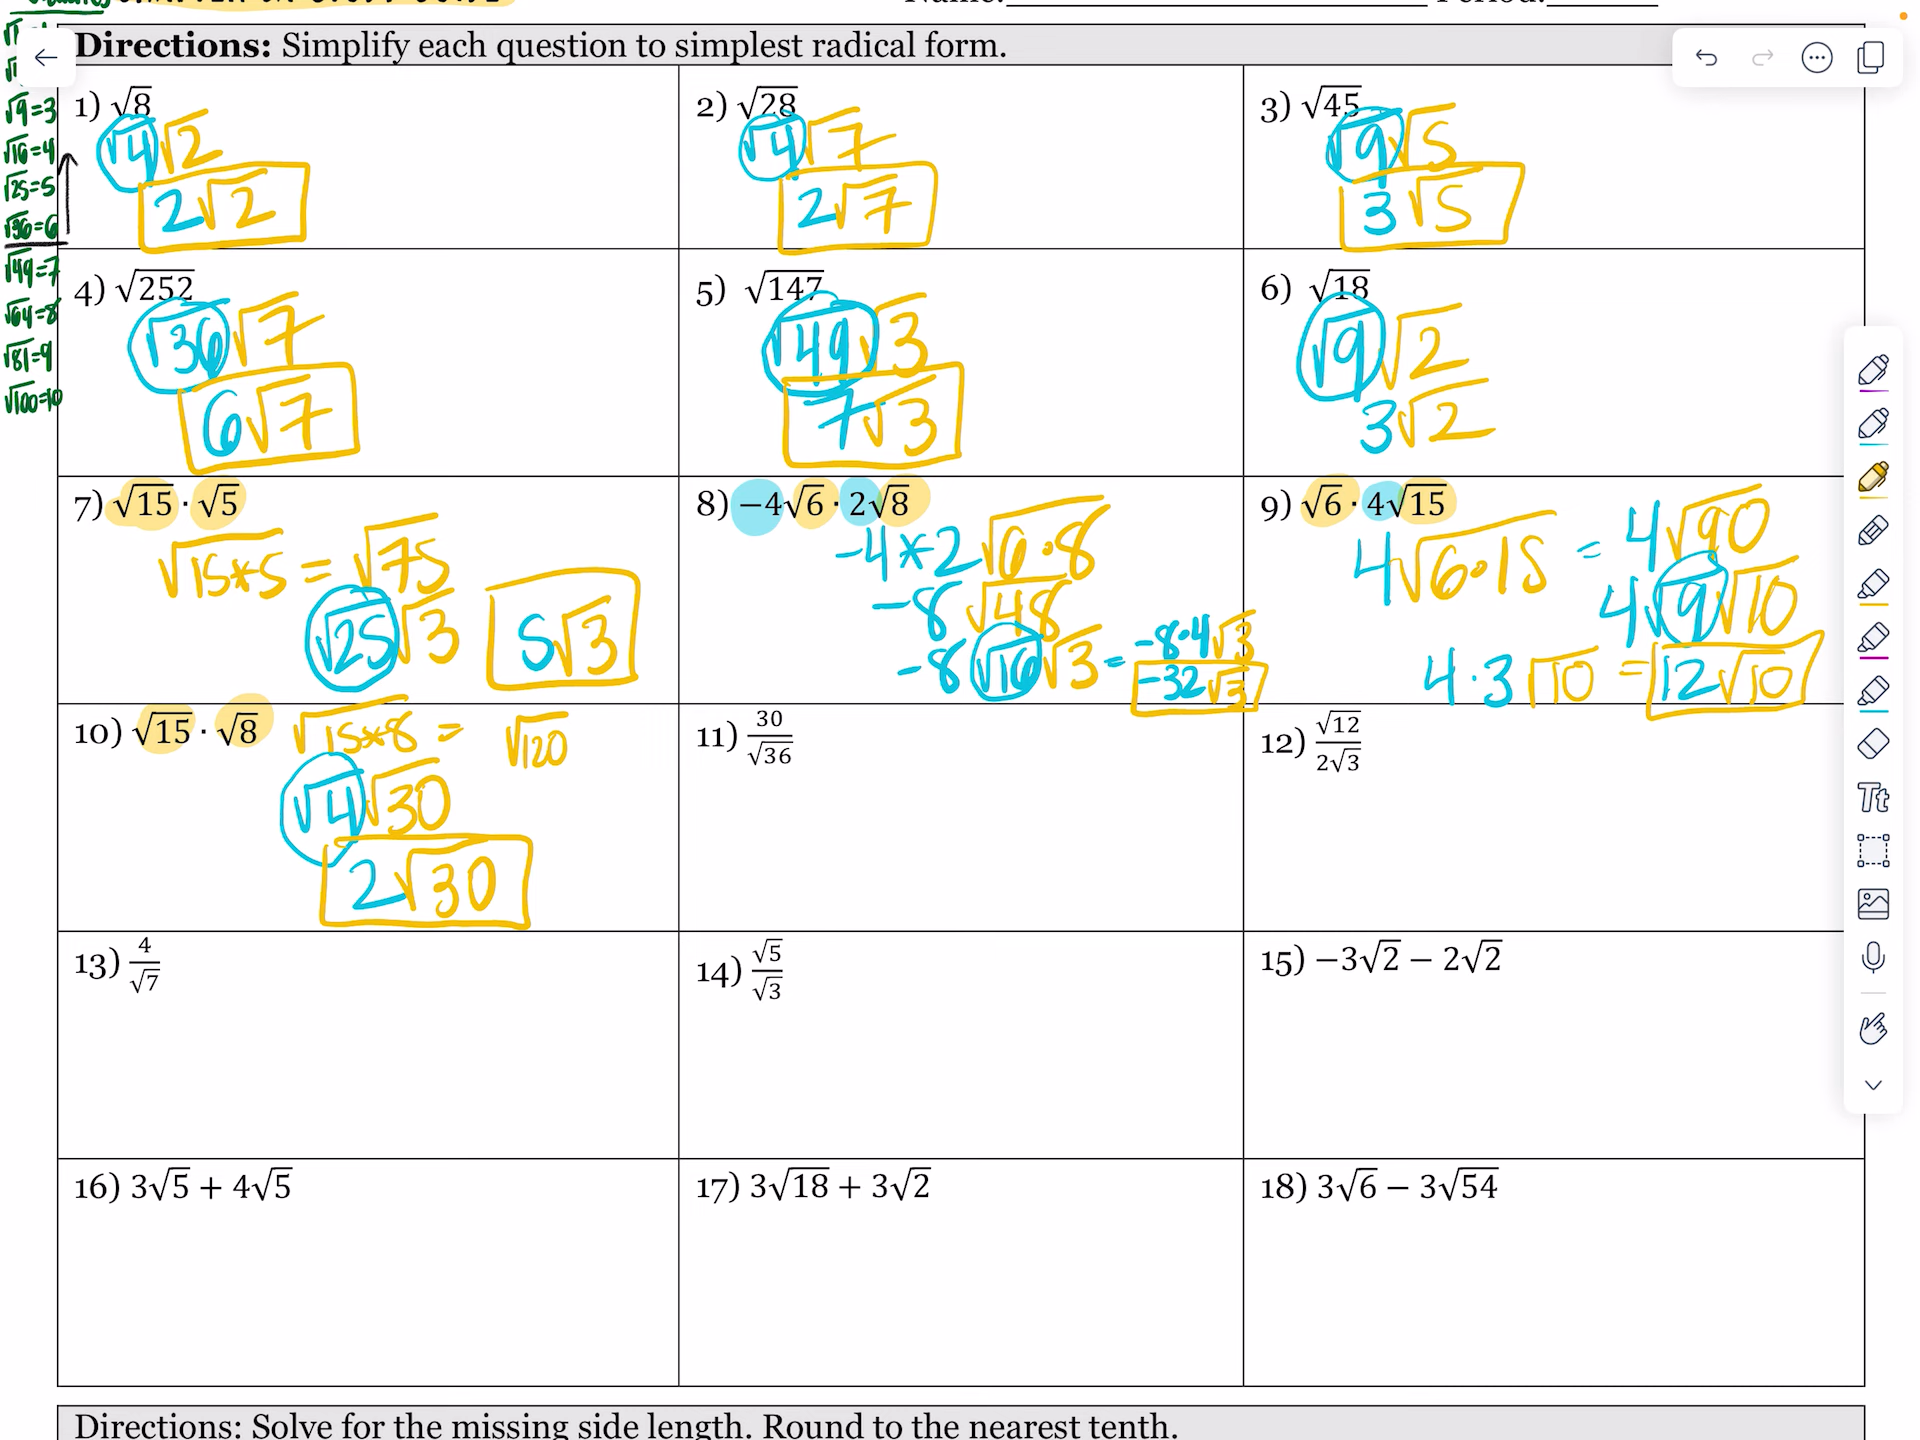 Name:____________ Period:______
Directions: Simplify each question to simplest radical form.
√9=3
√16=4
√25=5
√36=6
√49=7
√64=8
√81=9
√100=10
1) √8
√4√2
2√2
2) √28
√4√7
2√7
3) √45
√9√5
3√5
4) √252
√36√7
6√7
5) √147
√49√3
7√3
6) √18
√9√2
3√2
7) √15 · √5
√15*5 = √75
√25√3
5√3
8) −4√6 · 2√8
-4*2√6·8
-8√48
-8√16√3 = -8·4√3
-32√3
9) √6 · 4√15
4√6·15 = 4√90
4√9√10
4·3√10 = 12√10
10) √15 · √8
√15*8 = √120
√4√30
2√30
11) 30/√36
12) √12/2√3
13) 4/√7
14) √5/√3
15) −3√2 − 2√2
16) 3√5 + 4√5
17) 3√18 + 3√2
18) 3√6 − 3√54
Tt
Directions: Solve for the missing side length. Round to the nearest tenth.